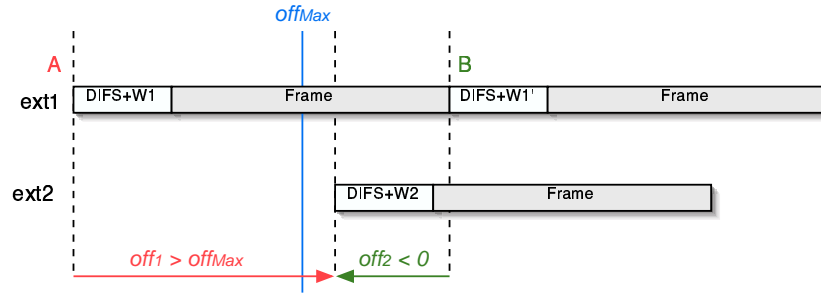 offMax
A
B
ext1
DIFS+W1
Frame
DIFS+W1'
Frame
ext2
DIFS+W2
Frame
off1 > offMax
off2 < 0